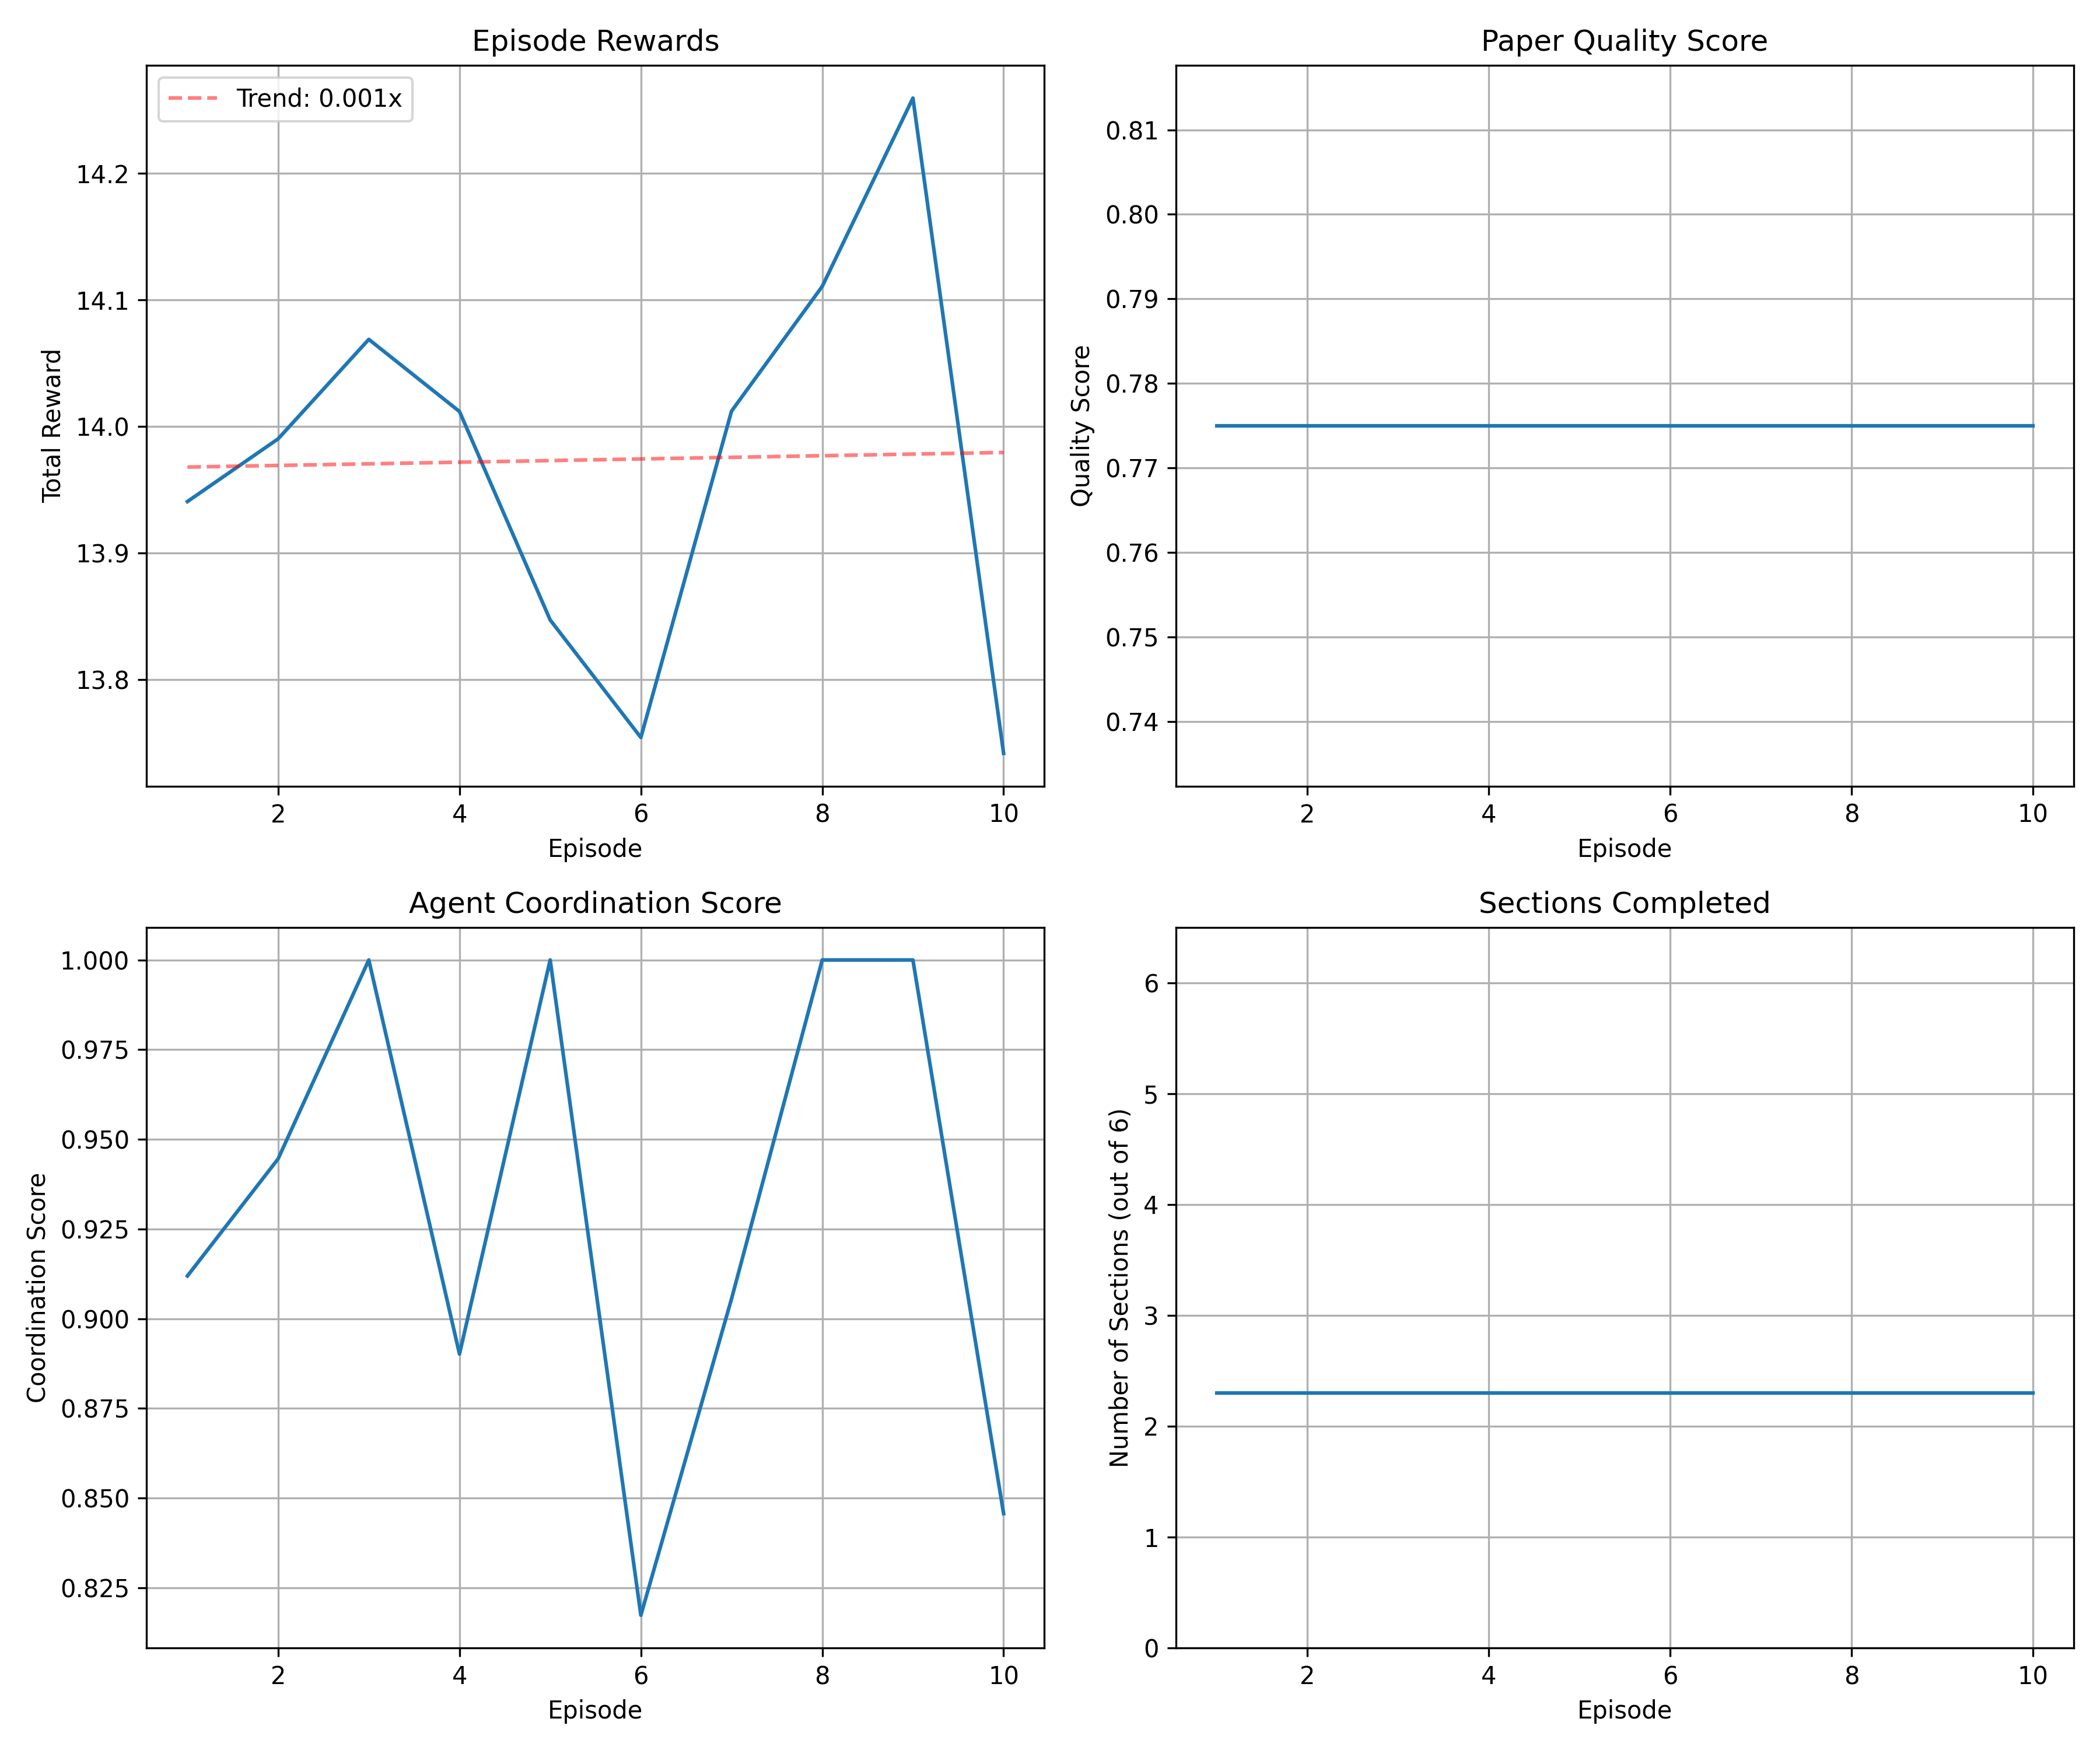 Episode Rewards
Trend: 0.001x
14.2
14.1
14.0
13.9
13.8
Total Reward
2 4 6 8 10
Episode
Paper Quality Score
0.81
0.80
0.79
0.78
0.77
0.76
0.75
0.74
Quality Score
2 4 6 8 10
Episode
Agent Coordination Score
1.000
0.975
0.950
0.925
0.900
0.875
0.850
0.825
Coordination Score
2 4 6 8 10
Episode
Sections Completed
6
5
4
3
2
1
0
Number of Sections (out of 6)
2 4 6 8 10
Episode